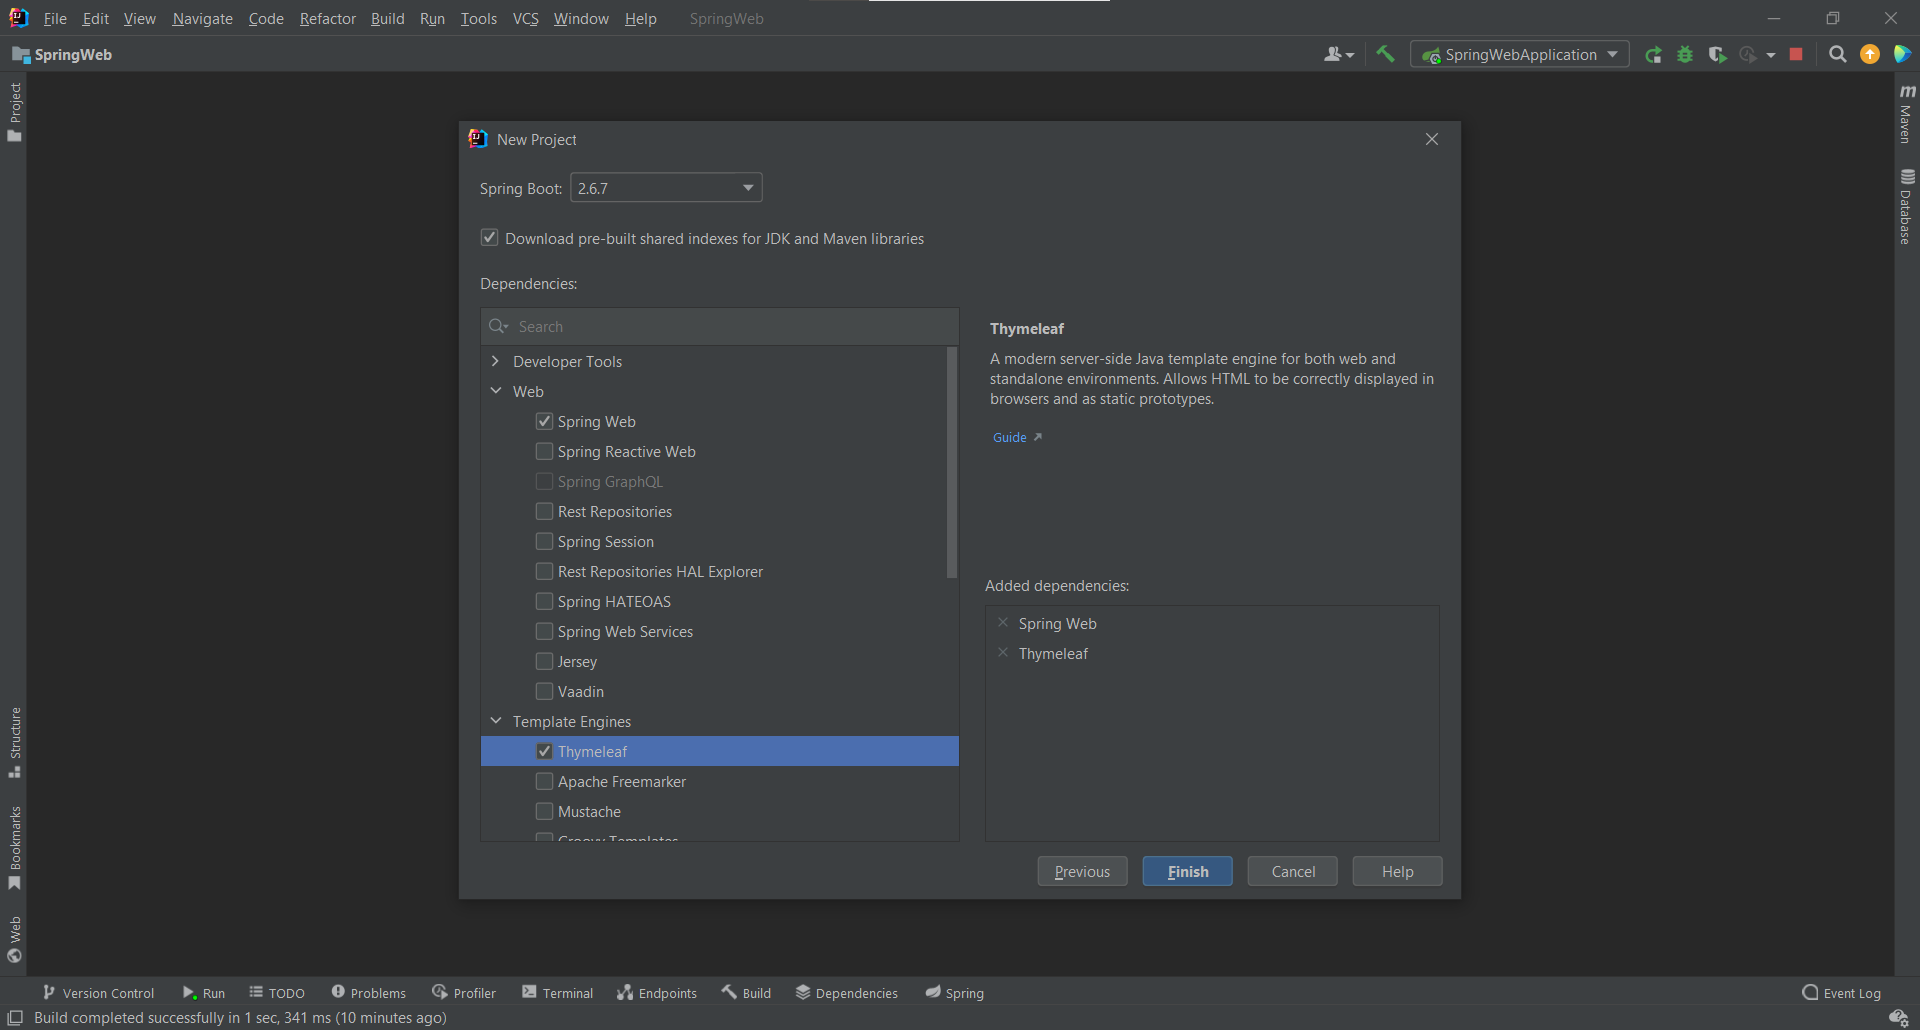 File Edit View Navigate Code Refactor Build Run Tools VCS Window Help SpringWeb
SpringWeb
SpringWebApplication
Project
Maven
Database
New Project
Spring Boot: 2.6.7
Download pre-built shared indexes for JDK and Maven libraries
Dependencies:
Search
Developer Tools
Web
Spring Web
Spring Reactive Web
Spring GraphQL
Rest Repositories
Spring Session
Rest Repositories HAL Explorer
Spring HATEOAS
Spring Web Services
Jersey
Vaadin
Template Engines
Thymeleaf
Apache Freemarker
Mustache
Groovy Templates
Thymeleaf
A modern server-side Java template engine for both web and
standalone environments. Allows HTML to be correctly displayed in
browsers and as static prototypes.
Guide
Added dependencies:
Spring Web
Thymeleaf
Previous Finish Cancel Help
Structure
Bookmarks
Web
Version Control Run TODO Problems Profiler Terminal Endpoints Build Dependencies Spring Event Log
Build completed successfully in 1 sec, 341 ms (10 minutes ago)